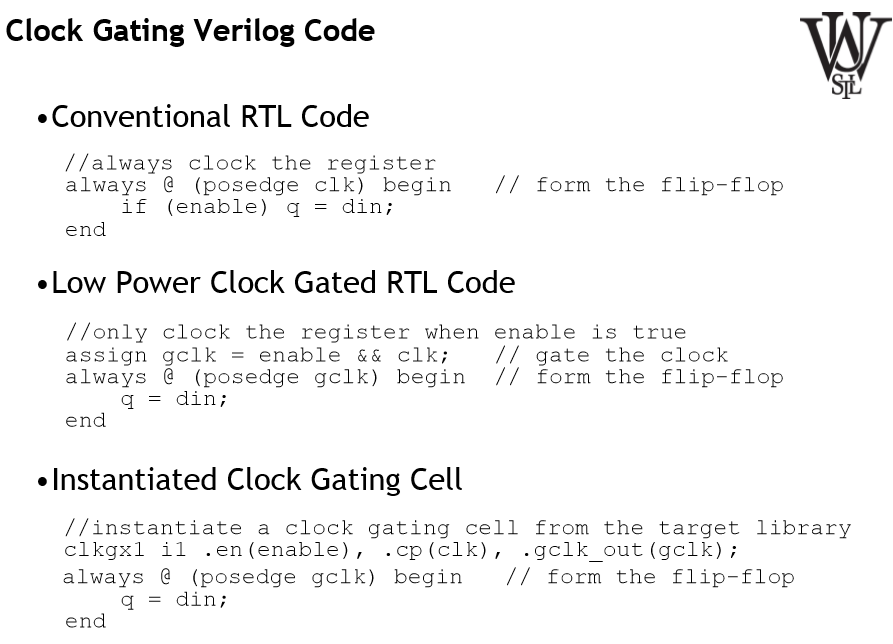 Clock Gating Verilog Code
WU
STL
•Conventional RTL Code
//always clock the register
always @ (posedge clk) begin   // form the flip-flop
    if (enable) q = din;
end
•Low Power Clock Gated RTL Code
//only clock the register when enable is true
assign gclk = enable && clk;   // gate the clock
always @ (posedge gclk) begin  // form the flip-flop
    q = din;
end
•Instantiated Clock Gating Cell
//instantiate a clock gating cell from the target library
clkgx1 i1 .en(enable), .cp(clk), .gclk_out(gclk);
always @ (posedge gclk) begin   // form the flip-flop
    q = din;
end